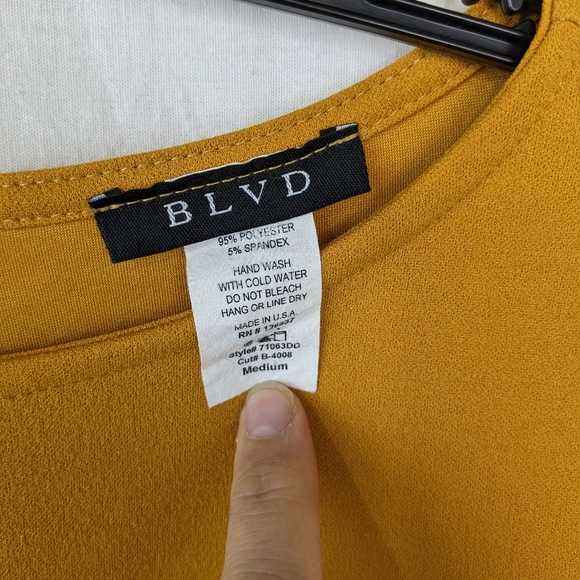 BLVD
95% POLYESTER
5% SPANDEX
HAND WASH
WITH COLD WATER
DO NOT BLEACH
HANG OR LINE DRY
MADE IN U.S.A
RN #
style# 71063DD
Cut# B-4008
Medium